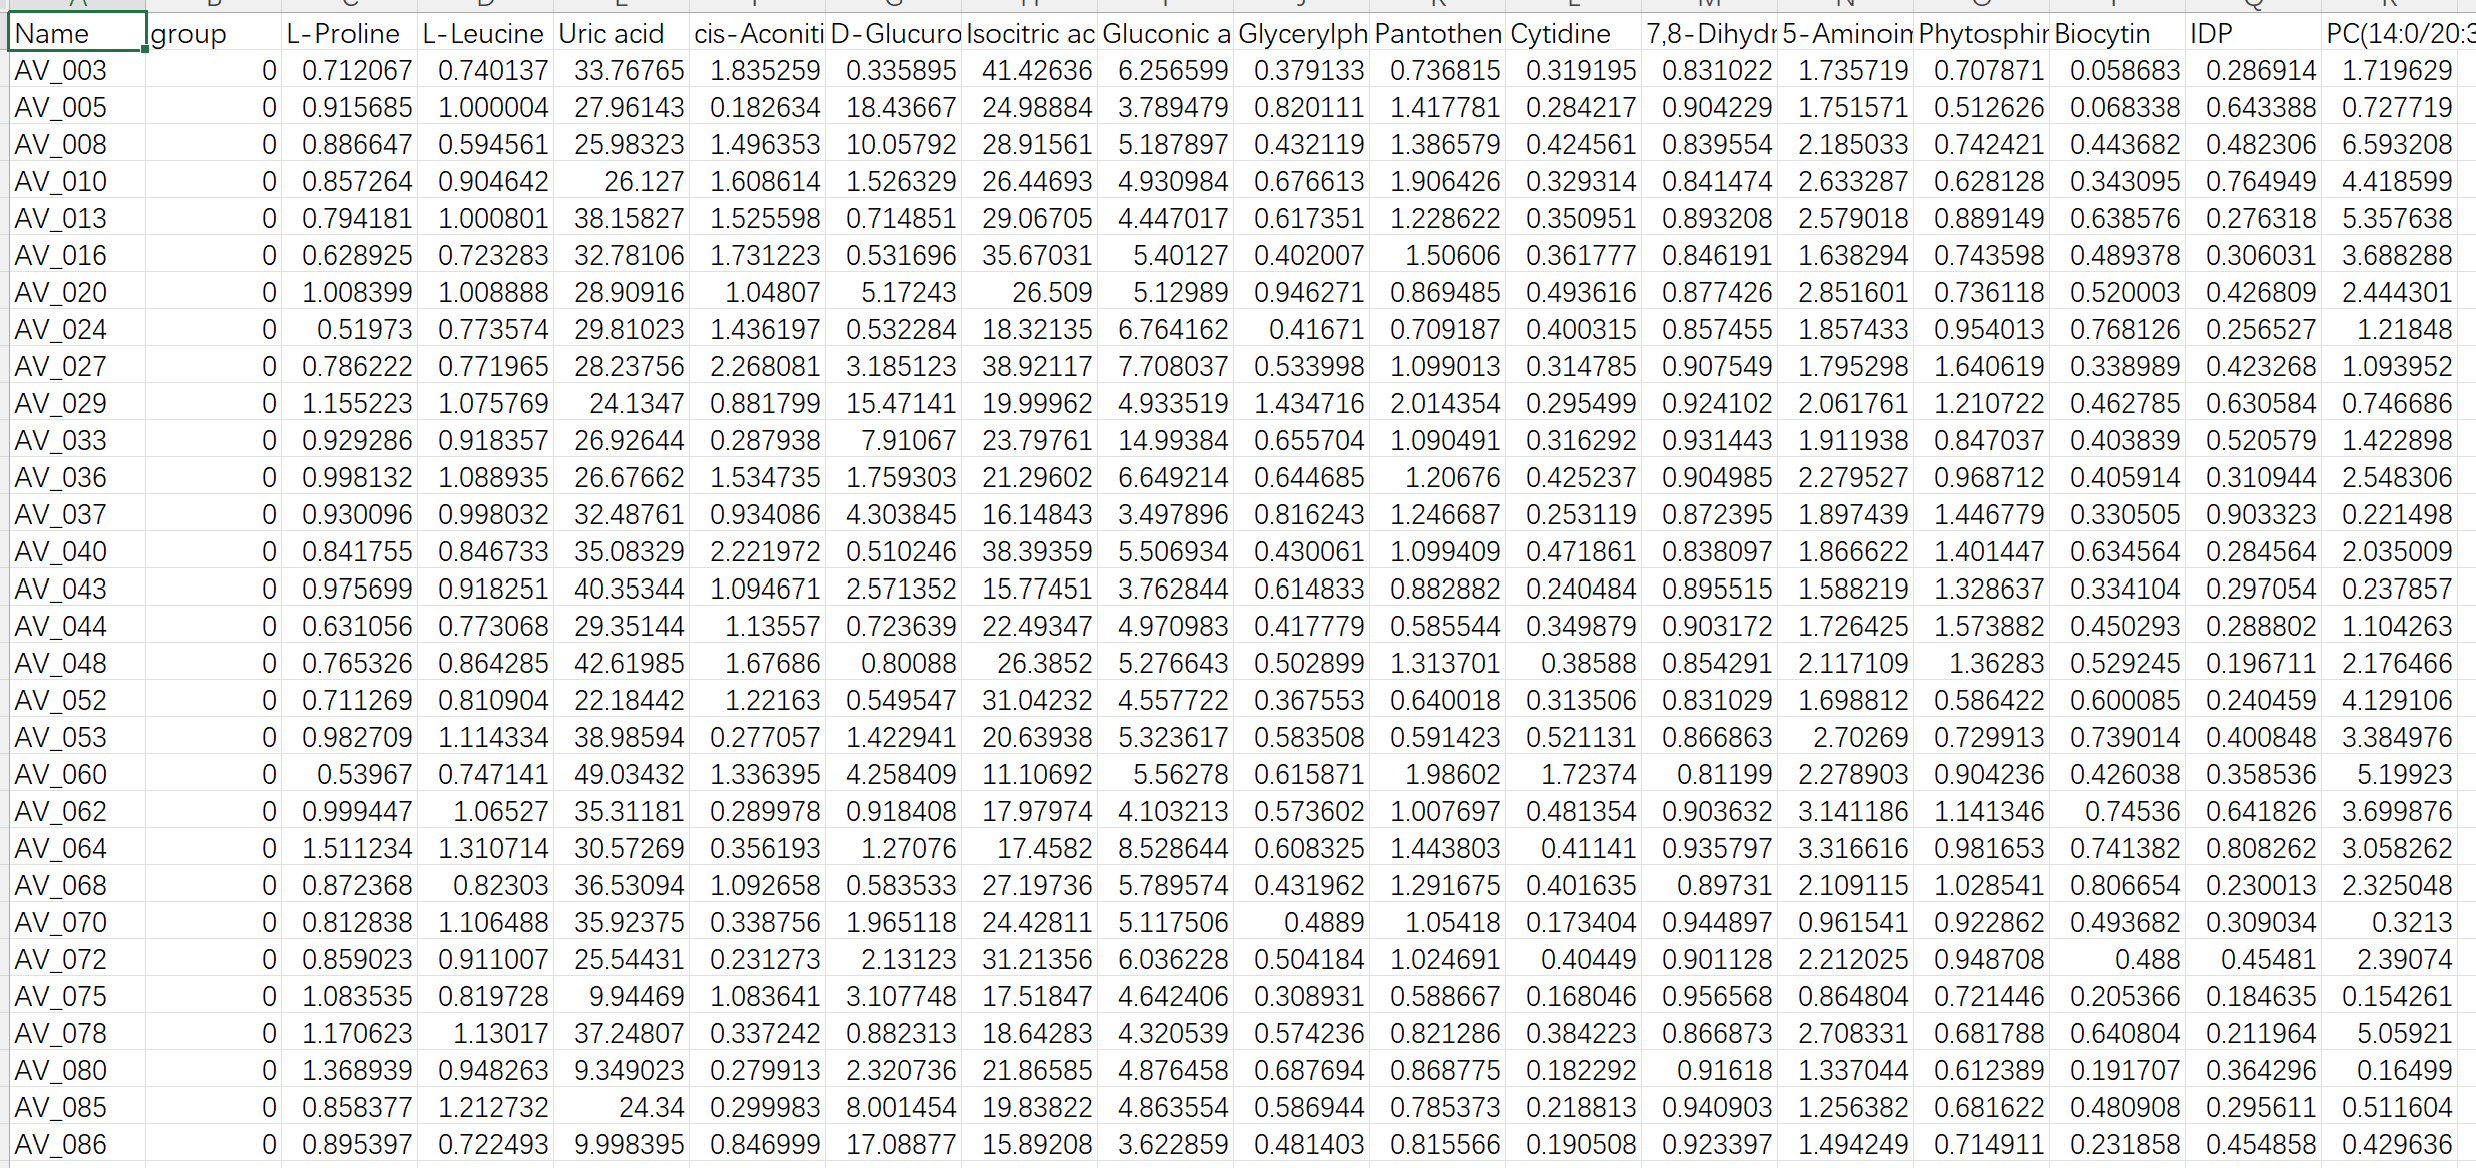 Name group L-Proline L-Leucine Uric acid cis-Aconiti D-Glucuro Isocitric ac Gluconic a Glycerylph Pantothen Cytidine 7,8-Dihydr 5-Aminoim Phytosphir Biocytin IDP PC(14:0/20:3
AV_003 0 0.712067 0.740137 33.76765 1.835259 0.335895 41.42636 6.256599 0.379133 0.736815 0.319195 0.831022 1.735719 0.707871 0.058683 0.286914 1.719629
AV_005 0 0.915685 1.000004 27.96143 0.182634 18.43667 24.98884 3.789479 0.820111 1.417781 0.284217 0.904229 1.751571 0.512626 0.068338 0.643388 0.727719
AV_008 0 0.886647 0.594561 25.98323 1.496353 10.05792 28.91561 5.187897 0.432119 1.386579 0.424561 0.839554 2.185033 0.742421 0.443682 0.482306 6.593208
AV_010 0 0.857264 0.904642 26.127 1.608614 1.526329 26.44693 4.930984 0.676613 1.906426 0.329314 0.841474 2.633287 0.628128 0.343095 0.764949 4.418599
AV_013 0 0.794181 1.000801 38.15827 1.525598 0.714851 29.06705 4.447017 0.617351 1.228622 0.350951 0.893208 2.579018 0.889149 0.638576 0.276318 5.357638
AV_016 0 0.628925 0.723283 32.78106 1.731223 0.531696 35.67031 5.40127 0.402007 1.50606 0.361777 0.846191 1.638294 0.743598 0.489378 0.306031 3.688288
AV_020 0 1.008399 1.008888 28.90916 1.04807 5.17243 26.509 5.12989 0.946271 0.869485 0.493616 0.877426 2.851601 0.736118 0.520003 0.426809 2.444301
AV_024 0 0.51973 0.773574 29.81023 1.436197 0.532284 18.32135 6.764162 0.41671 0.709187 0.400315 0.857455 1.857433 0.954013 0.768126 0.256527 1.21848
AV_027 0 0.786222 0.771965 28.23756 2.268081 3.185123 38.92117 7.708037 0.533998 1.099013 0.314785 0.907549 1.795298 1.640619 0.338989 0.423268 1.093952
AV_029 0 1.155223 1.075769 24.1347 0.881799 15.47141 19.99962 4.933519 1.434716 2.014354 0.295499 0.924102 2.061761 1.210722 0.462785 0.630584 0.746686
AV_033 0 0.929286 0.918357 26.92644 0.287938 7.91067 23.79761 14.99384 0.655704 1.090491 0.316292 0.931443 1.911938 0.847037 0.403839 0.520579 1.422898
AV_036 0 0.998132 1.088935 26.67662 1.534735 1.759303 21.29602 6.649214 0.644685 1.20676 0.425237 0.904985 2.279527 0.968712 0.405914 0.310944 2.548306
AV_037 0 0.930096 0.998032 32.48761 0.934086 4.303845 16.14843 3.497896 0.816243 1.246687 0.253119 0.872395 1.897439 1.446779 0.330505 0.903323 0.221498
AV_040 0 0.841755 0.846733 35.08329 2.221972 0.510246 38.39359 5.506934 0.430061 1.099409 0.471861 0.838097 1.866622 1.401447 0.634564 0.284564 2.035009
AV_043 0 0.975699 0.918251 40.35344 1.094671 2.571352 15.77451 3.762844 0.614833 0.882882 0.240484 0.895515 1.588219 1.328637 0.334104 0.297054 0.237857
AV_044 0 0.631056 0.773068 29.35144 1.13557 0.723639 22.49347 4.970983 0.417779 0.585544 0.349879 0.903172 1.726425 1.573882 0.450293 0.288802 1.104263
AV_048 0 0.765326 0.864285 42.61985 1.67686 0.80088 26.3852 5.276643 0.502899 1.313701 0.38588 0.854291 2.117109 1.36283 0.529245 0.196711 2.176466
AV_052 0 0.711269 0.810904 22.18442 1.22163 0.549547 31.04232 4.557722 0.367553 0.640018 0.313506 0.831029 1.698812 0.586422 0.600085 0.240459 4.129106
AV_053 0 0.982709 1.114334 38.98594 0.277057 1.422941 20.63938 5.323617 0.583508 0.591423 0.521131 0.866863 2.70269 0.729913 0.739014 0.400848 3.384976
AV_060 0 0.53967 0.747141 49.03432 1.336395 4.258409 11.10692 5.56278 0.615871 1.98602 1.72374 0.81199 2.278903 0.904236 0.426038 0.358536 5.19923
AV_062 0 0.999447 1.06527 35.31181 0.289978 0.918408 17.97974 4.103213 0.573602 1.007697 0.481354 0.903632 3.141186 1.141346 0.74536 0.641826 3.699876
AV_064 0 1.511234 1.310714 30.57269 0.356193 1.27076 17.4582 8.528644 0.608325 1.443803 0.41141 0.935797 3.316616 0.981653 0.741382 0.808262 3.058262
AV_068 0 0.872368 0.82303 36.53094 1.092658 0.583533 27.19736 5.789574 0.431962 1.291675 0.401635 0.89731 2.109115 1.028541 0.806654 0.230013 2.325048
AV_070 0 0.812838 1.106488 35.92375 0.338756 1.965118 24.42811 5.117506 0.4889 1.05418 0.173404 0.944897 0.961541 0.922862 0.493682 0.309034 0.3213
AV_072 0 0.859023 0.911007 25.54431 0.231273 2.13123 31.21356 6.036228 0.504184 1.024691 0.40449 0.901128 2.212025 0.948708 0.488 0.45481 2.39074
AV_075 0 1.083535 0.819728 9.94469 1.083641 3.107748 17.51847 4.642406 0.308931 0.588667 0.168046 0.956568 0.864804 0.721446 0.205366 0.184635 0.154261
AV_078 0 1.170623 1.13017 37.24807 0.337242 0.882313 18.64283 4.320539 0.574236 0.821286 0.384223 0.866873 2.708331 0.681788 0.640804 0.211964 5.05921
AV_080 0 1.368939 0.948263 9.349023 0.279913 2.320736 21.86585 4.876458 0.687694 0.868775 0.182292 0.91618 1.337044 0.612389 0.191707 0.364296 0.16499
AV_085 0 0.858377 1.212732 24.34 0.299983 8.001454 19.83822 4.863554 0.586944 0.785373 0.218813 0.940903 1.256382 0.681622 0.480908 0.295611 0.511604
AV_086 0 0.895397 0.722493 9.998395 0.846999 17.08877 15.89208 3.622859 0.481403 0.815566 0.190508 0.923397 1.494249 0.714911 0.231858 0.454858 0.429636